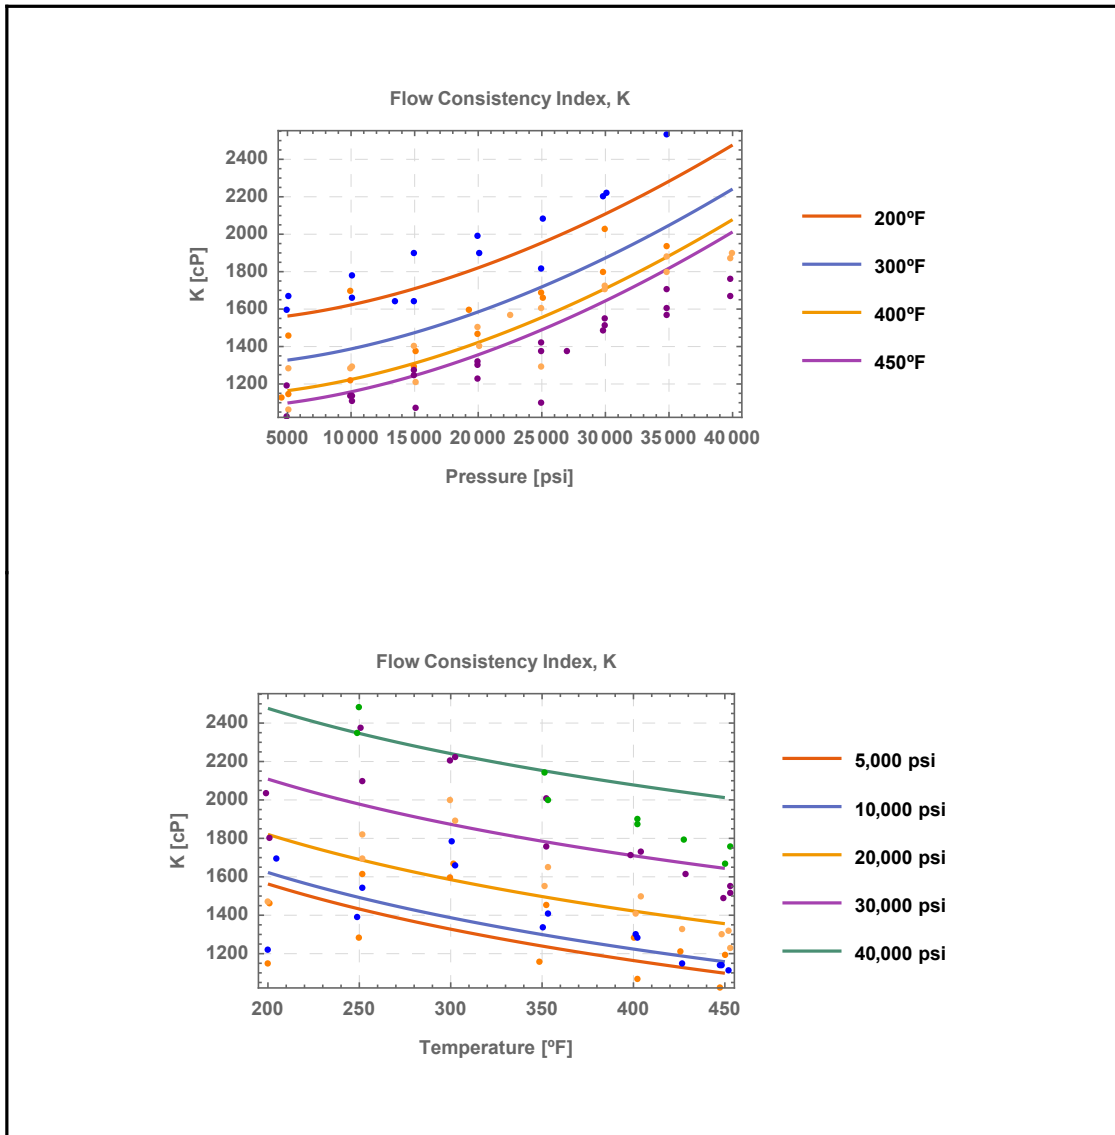 Flow Consistency Index, K
2400
2200
2000
1800
1600
1400
1200
K [cP]
5000 10 000 15 000 20 000 25 000 30 000 35 000 40 000
Pressure [psi]
200ºF
300ºF
400ºF
450ºF
Flow Consistency Index, K
2400
2200
2000
1800
1600
1400
1200
K [cP]
200 250 300 350 400 450
Temperature [ºF]
5,000 psi
10,000 psi
20,000 psi
30,000 psi
40,000 psi